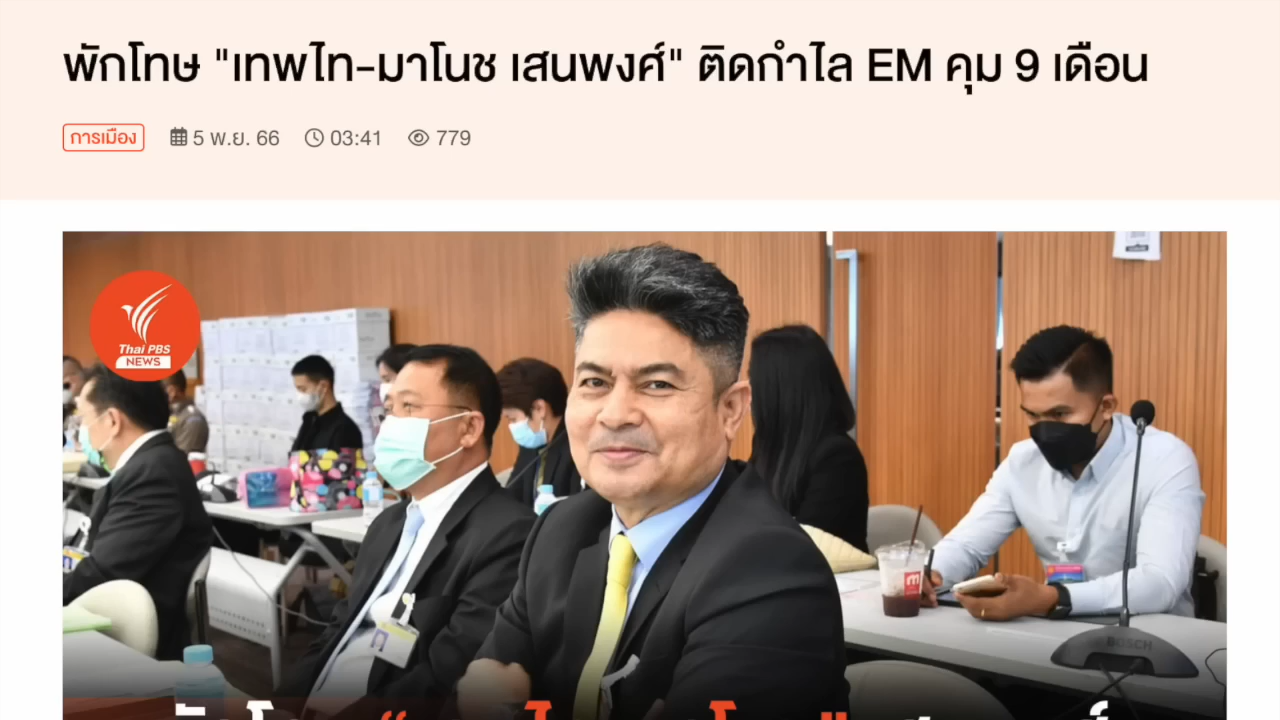 พักโทษ "เทพไท-มาโนช เสนพงศ์" ติดกำไล EM คุม 9 เดือน
การเมือง 5 พ.ย. 66 03:41 779
Thai PBS
NEWS
BOSCH